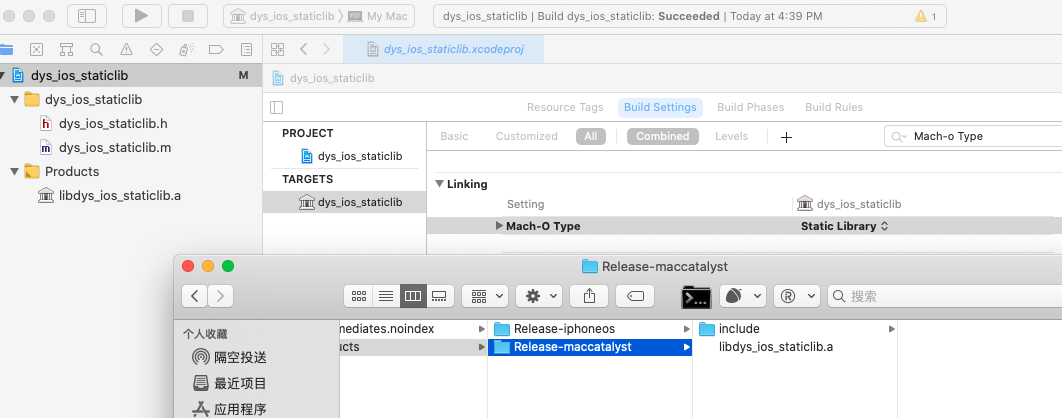 dys_ios_staticlib My Mac dys_ios_staticlib | Build dys_ios_staticlib: Succeeded | Today at 4:39 PM 1
dys_ios_staticlib.xcodeproj
dys_ios_staticlib M
dys_ios_staticlib
dys_ios_staticlib.h
dys_ios_staticlib.m
Products
libdys_ios_staticlib.a
dys_ios_staticlib
Resource Tags Build Settings Build Phases Build Rules
PROJECT
dys_ios_staticlib
TARGETS
dys_ios_staticlib
Basic Customized All Combined Levels + Mach-o Type
Linking
Setting dys_ios_staticlib
Mach-O Type Static Library
Release-maccatalyst
搜索
个人收藏
隔空投送
最近项目
应用程序
mediates.noindex
ucts
Release-iphoneos
Release-maccatalyst
include
libdys_ios_staticlib.a